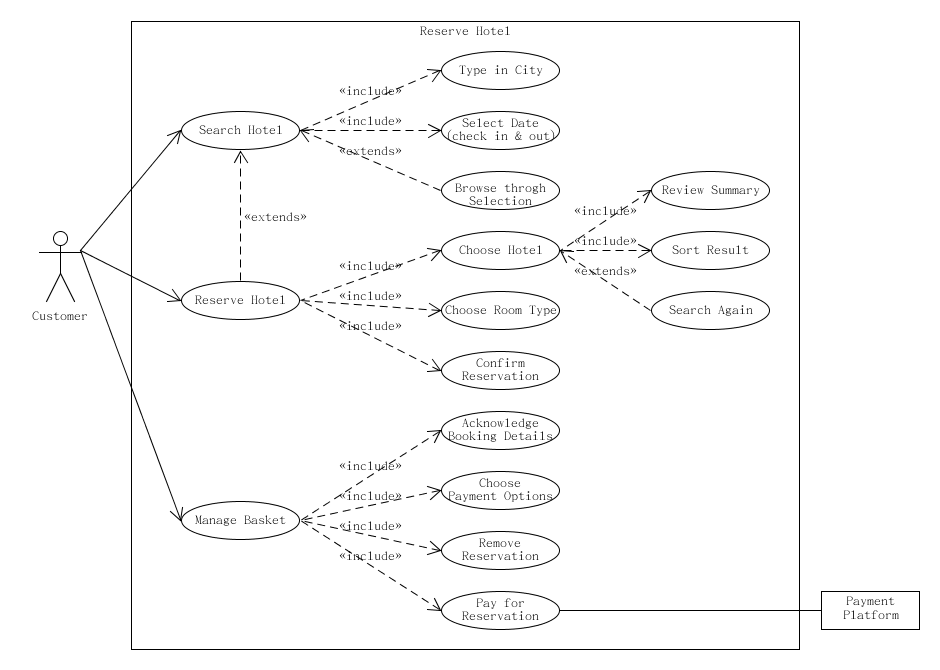 Reserve Hotel
Type in City
«include»
Search Hotel
«include»
Select Date
(check in & out)
«extends»
Browse throgh
Selection
Review Summary
«extends»
«include»
Choose Hotel
«include»
Sort Result
«include»
«extends»
Customer
Reserve Hotel
«include»
Choose Room Type
Search Again
«include»
Confirm
Reservation
Acknowledge
Booking Details
«include»
Choose
Payment Options
«include»
Manage Basket
«include»
Remove
Reservation
«include»
Pay for
Reservation
Payment
Platform